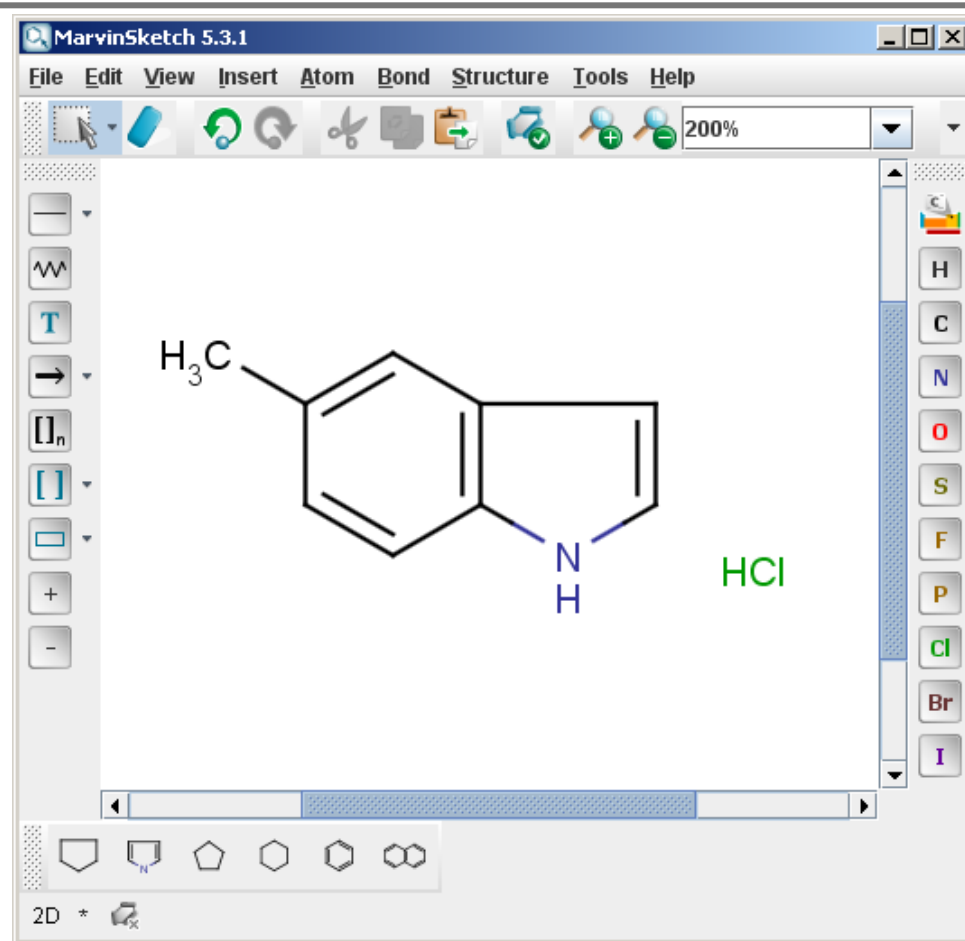 MarvinSketch 5.3.1
File Edit View Insert Atom Bond Structure Tools Help
200%
C
T
H
C
N
[]n
O
[ ]
S
F
+
P
-
Cl
Br
I
H3C
N
H
HCl
N
2D *